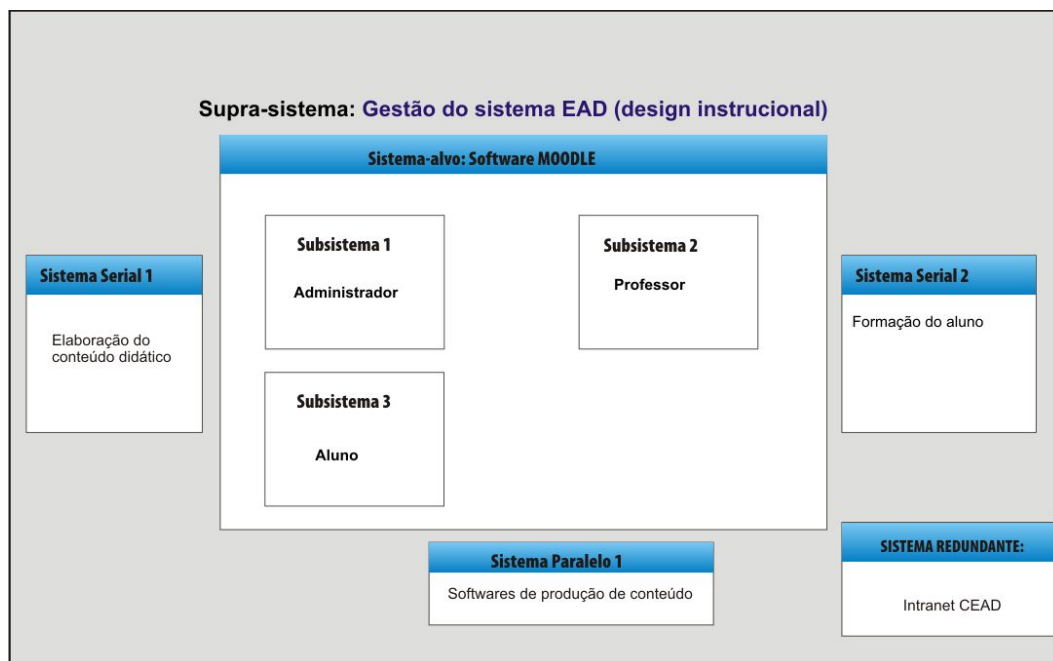 Supra-sistema: Gestão do sistema EAD (design instrucional)
Sistema-alvo: Software MOODLE
Subsistema 1
Administrador
Subsistema 2
Professor
Subsistema 3
Aluno
Sistema Serial 1
Elaboração do
conteúdo didático
Sistema Serial 2
Formação do aluno
Sistema Paralelo 1
Softwares de produção de conteúdo
SISTEMA REDUNDANTE:
Intranet CEAD